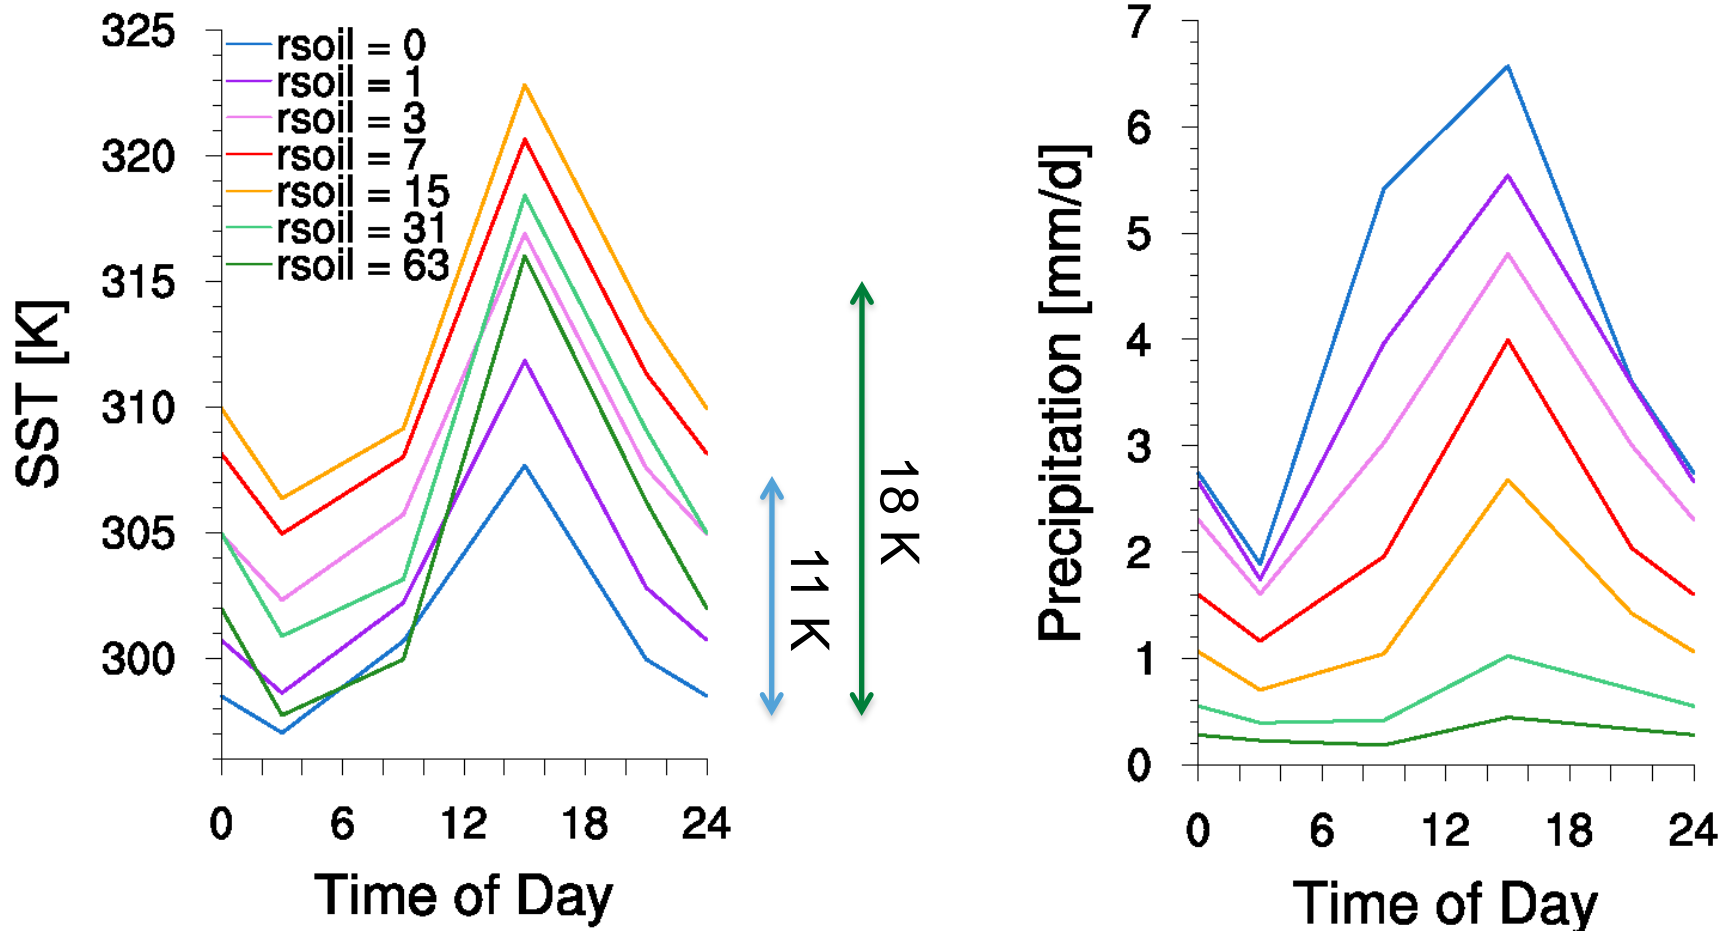 325
320
315
310
305
300
SST [K]
rsoil = 0
rsoil = 1
rsoil = 3
rsoil = 7
rsoil = 15
rsoil = 31
rsoil = 63
0 6 12 18 24
Time of Day
11 K
18 K
7
6
5
4
3
2
1
0
Precipitation [mm/d]
0 6 12 18 24
Time of Day